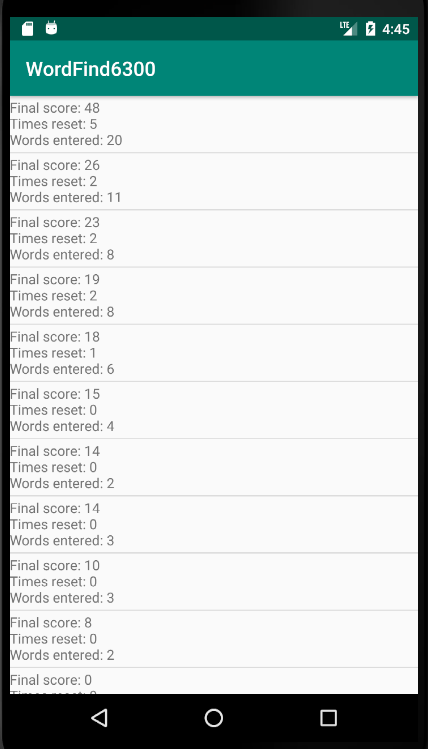 LTE 4:45
WordFind6300
Final score: 48
Times reset: 5
Words entered: 20
Final score: 26
Times reset: 2
Words entered: 11
Final score: 23
Times reset: 2
Words entered: 8
Final score: 19
Times reset: 2
Words entered: 8
Final score: 18
Times reset: 1
Words entered: 6
Final score: 15
Times reset: 0
Words entered: 4
Final score: 14
Times reset: 0
Words entered: 2
Final score: 14
Times reset: 0
Words entered: 3
Final score: 10
Times reset: 0
Words entered: 3
Final score: 8
Times reset: 0
Words entered: 2
Final score: 0
Times reset: